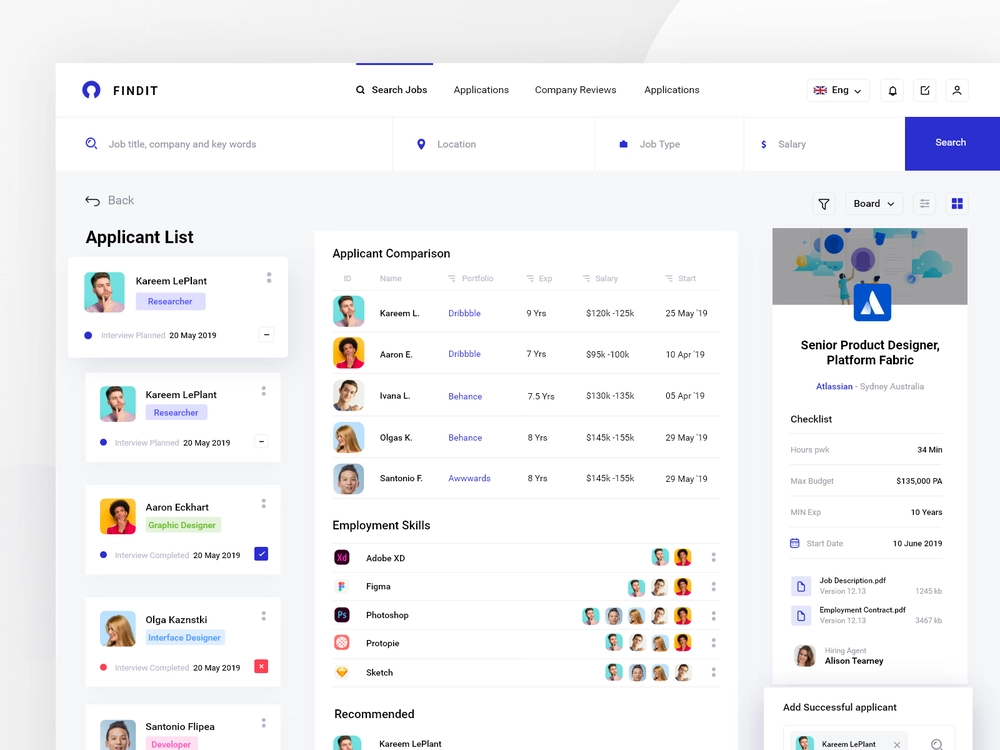 FINDIT
Search Jobs
Applications
Company Reviews
Applications
Eng
Job title, company and key words
Location
Job Type
$ Salary
Search
Back
Board
Applicant List
Kareem LePlant
Researcher
Interview Planned 20 May 2019
Kareem LePlant
Researcher
Interview Planned 20 May 2019
Aaron Eckhart
Graphic Designer
Interview Completed 20 May 2019
Olga Kaznstki
Interface Designer
Interview Completed 20 May 2019
Santonio Flipea
Developer
Applicant Comparison
ID Name Portfolio Exp Salary Start
Kareem L. Dribbble 9 Yrs $120k -125k 25 May '19
Aaron E. Dribbble 7 Yrs $95k -100k 10 Apr '19
Ivana L. Behance 7.5 Yrs $130k -135k 05 Apr '19
Olgas K. Behance 8 Yrs $145k -155k 29 May '19
Santonio F. Awwwards 8 Yrs $145k -155k 29 May '19
Employment Skills
Xd Adobe XD
Figma
Ps Photoshop
Protopie
Sketch
Recommended
Kareem LePlant
Senior Product Designer,
Platform Fabric
Atlassian - Sydney Australia
Checklist
Hours pwk 34 Min
Max Budget $135,000 PA
MIN Exp 10 Years
Start Date 10 June 2019
Job Description.pdf
Version 12.13 1245 kb
Employment Contract.pdf
Version 12.13 3467 kb
Hiring Agent
Alison Tearney
Add Successful applicant
Kareem LePlant